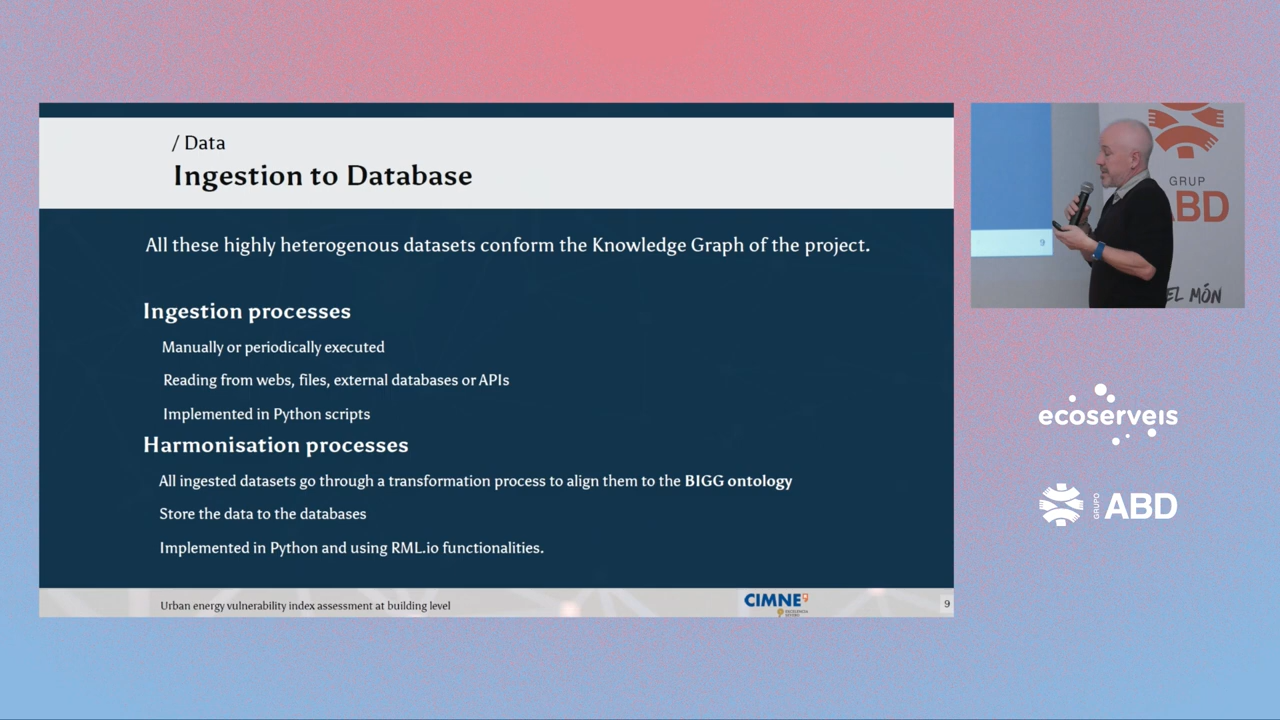 / Data
Ingestion to Database
All these highly heterogenous datasets conform the Knowledge Graph of the project.
Ingestion processes
Manually or periodically executed
Reading from webs, files, external databases or APIs
Implemented in Python scripts
Harmonisation processes
All ingested datasets go through a transformation process to align them to the BIGG ontology
Store the data to the databases
Implemented in Python and using RML.io functionalities.
Urban energy vulnerability index assessment at building level
CIMNE
EXCELENCIA
9
9
GRUP
ABD
EL MÓN
ecoserveis
GRUPO
ABD